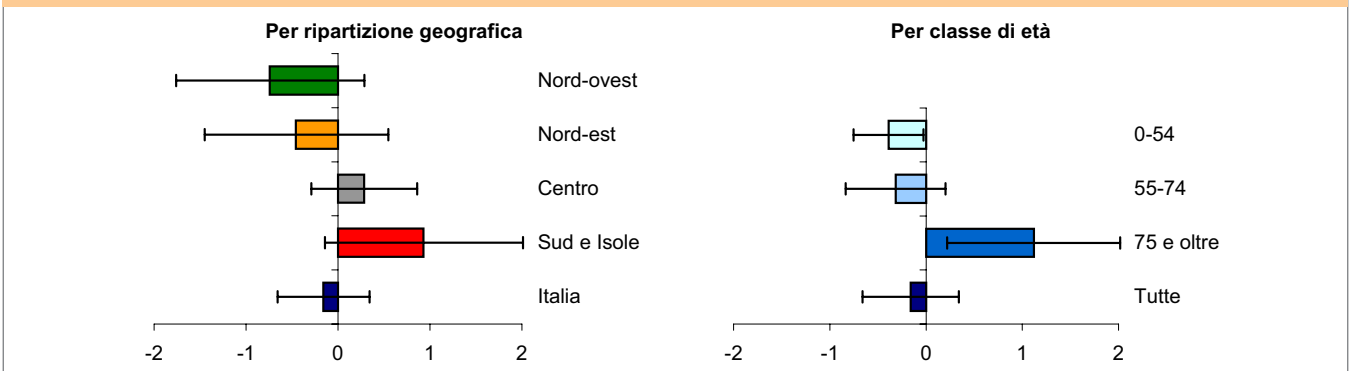 Per ripartizione geografica
Nord-ovest
Nord-est
Centro
Sud e Isole
Italia
-2 -1 0 1 2
Per classe di età
0-54
55-74
75 e oltre
Tutte
-2 -1 0 1 2